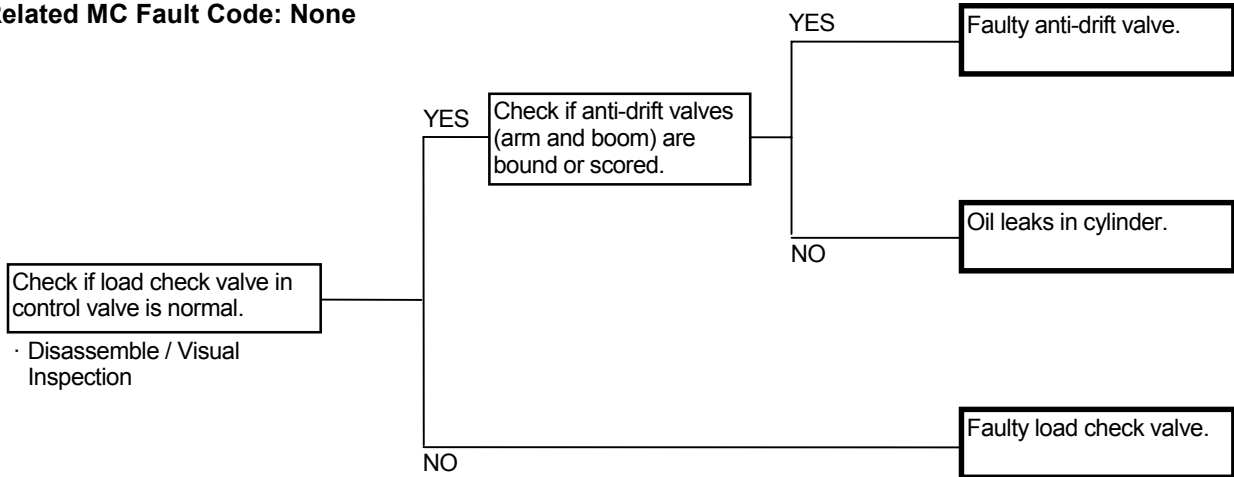 Related MC Fault Code: None
YES
Faulty anti-drift valve.
YES
Check if anti-drift valves
(arm and boom) are
bound or scored.
Oil leaks in cylinder.
NO
Check if load check valve in
control valve is normal.
· Disassemble / Visual
Inspection
Faulty load check valve.
NO